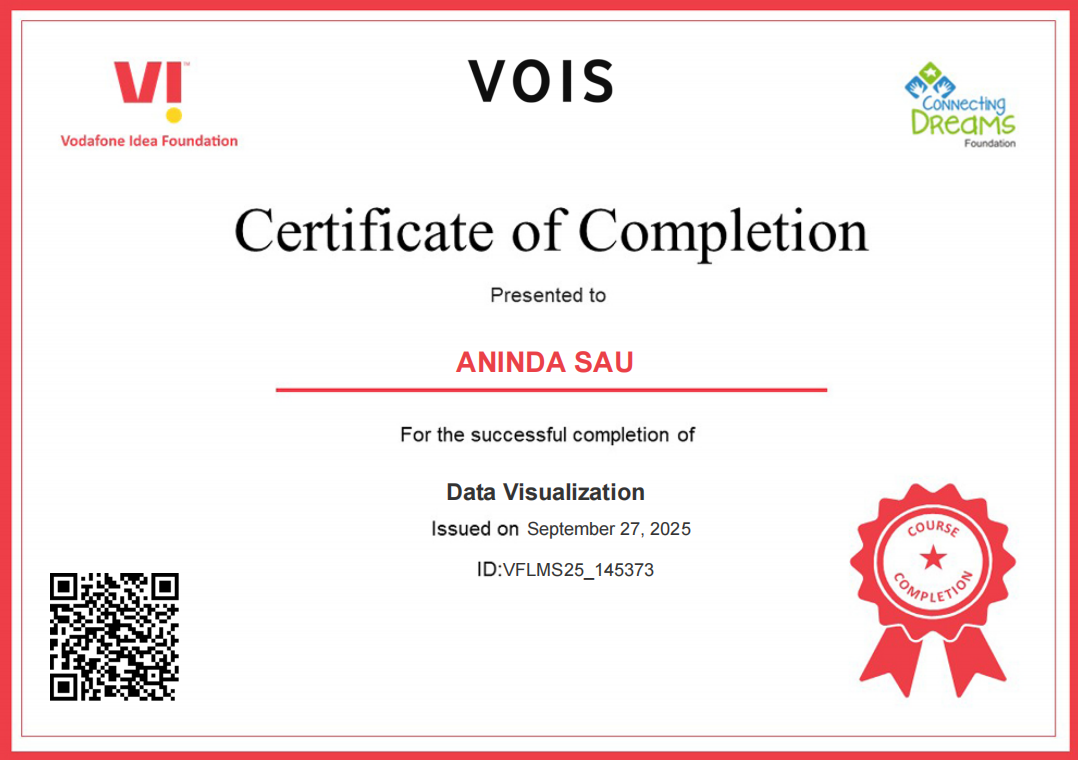 VI™
Vodafone Idea Foundation
VOIS
Connecting
Dreams
Foundation
Certificate of Completion
Presented to
ANINDA SAU
For the successful completion of
Data Visualization
Issued on September 27, 2025
ID:VFLMS25_145373
COURSE
COMPLETION